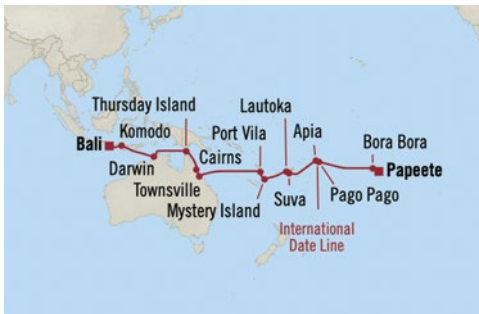 Thursday Island
Lautoka
Bali
Komodo
Port Vila
Apia
Bora Bora
Darwin
Cairns
Papeete
Townsville
Pago Pago
Mystery Island
Suva
International
Date Line